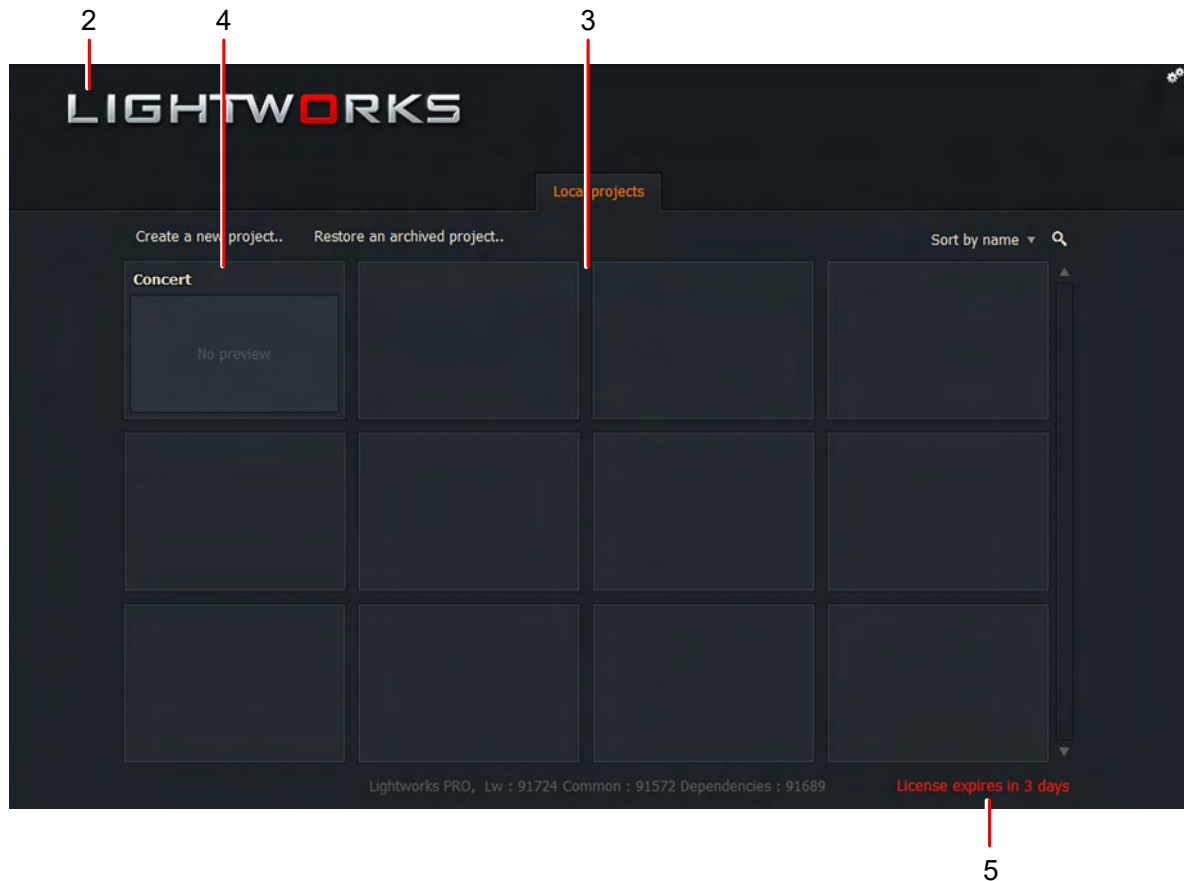 2 4 3
LIGHTWORKS
Local projects
Create a new project.. Restore an archived project.. Sort by name
Concert
No preview
Lightworks PRO, Lw : 91724 Common : 91572 Dependencies : 91689 License expires in 3 days
5